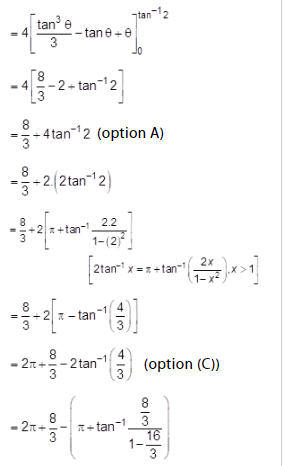 = 4[tan³θ/3 − tanθ + θ]₀^(tan⁻¹2)
= 4[8/3 − 2 + tan⁻¹2]
= 8/3 + 4tan⁻¹2 (option A)
= 8/3 + 2.(2tan⁻¹2)
= 8/3 + 2[π + tan⁻¹ 2.2/(1−(2)²)]
[2tan⁻¹x = π + tan⁻¹(2x/(1−x²)), x > 1]
= 8/3 + 2[π − tan⁻¹(4/3)]
= 2π + 8/3 − 2tan⁻¹(4/3) (option (C))
= 2π + 8/3 − (π + tan⁻¹ (8/3)/(1 − 16/3))